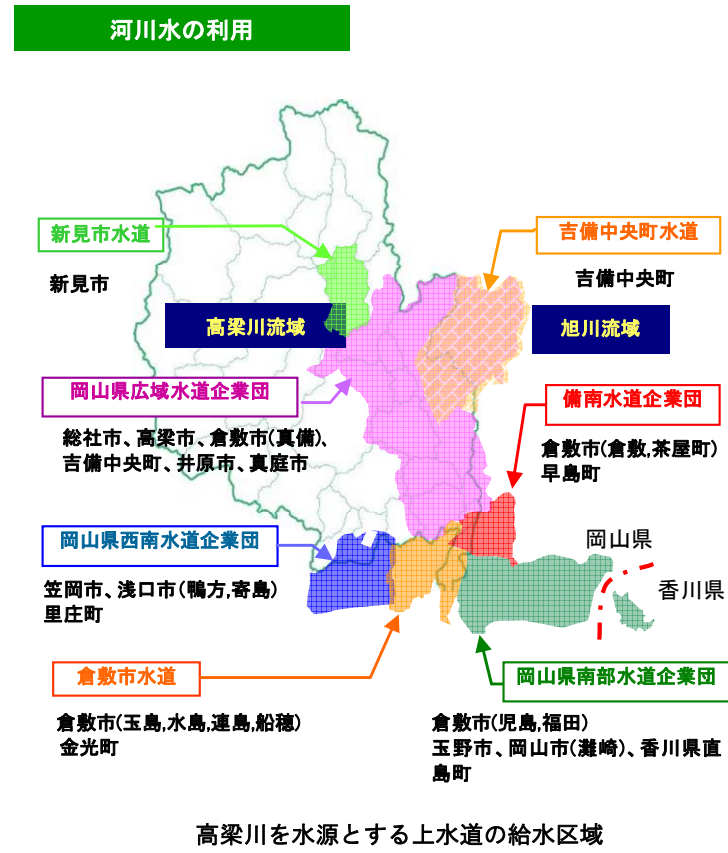 河川水の利用
新見市水道
新見市
吉備中央町水道
吉備中央町
高梁川流域
旭川流域
岡山県広域水道企業団
総社市、高梁市、倉敷市(真備)、
吉備中央町、井原市、真庭市
備南水道企業団
倉敷市(倉敷,茶屋町)
早島町
岡山県西南水道企業団
笠岡市、浅口市(鴨方,寄島)
里庄町
岡山県
香川県
倉敷市水道
倉敷市(玉島,水島,連島,船穂)
金光町
岡山県南部水道企業団
倉敷市(児島,福田)
玉野市、岡山市(灘崎)、香川県直
島町
高梁川を水源とする上水道の給水区域